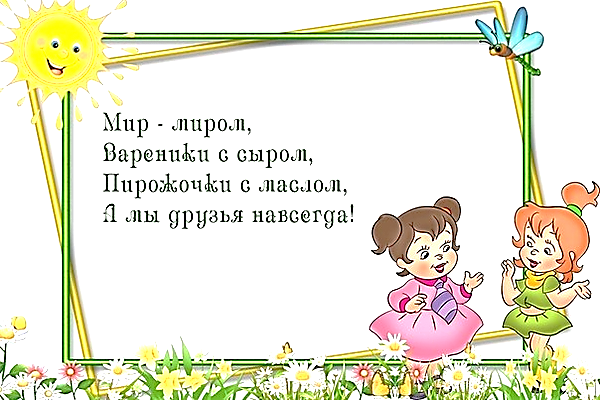 Мир - миром,
Вареники с сыром,
Пирожочки с маслом,
А мы друзья навсегда!